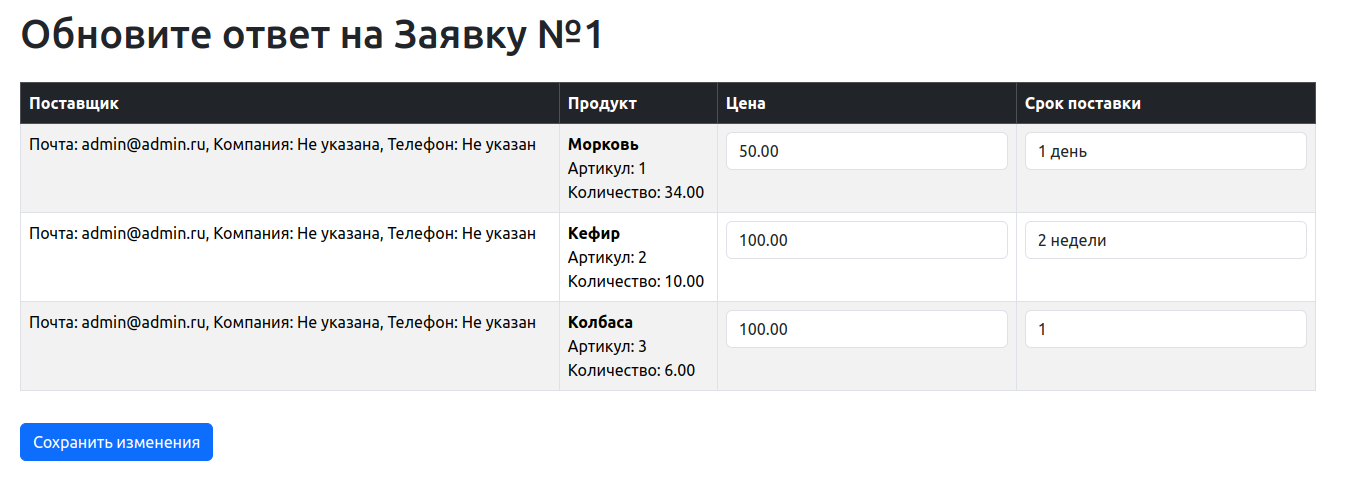 Обновите ответ на Заявку №1
Поставщик Продукт Цена Срок поставки
Почта: admin@admin.ru, Компания: Не указана, Телефон: Не указан Морковь 50.00 1 день
Артикул: 1
Количество: 34.00
Почта: admin@admin.ru, Компания: Не указана, Телефон: Не указан Кефир 100.00 2 недели
Артикул: 2
Количество: 10.00
Почта: admin@admin.ru, Компания: Не указана, Телефон: Не указан Колбаса 100.00 1
Артикул: 3
Количество: 6.00
Сохранить изменения